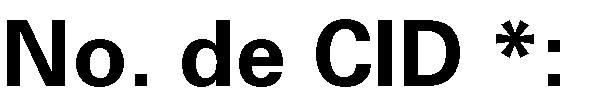 No. de CID *: